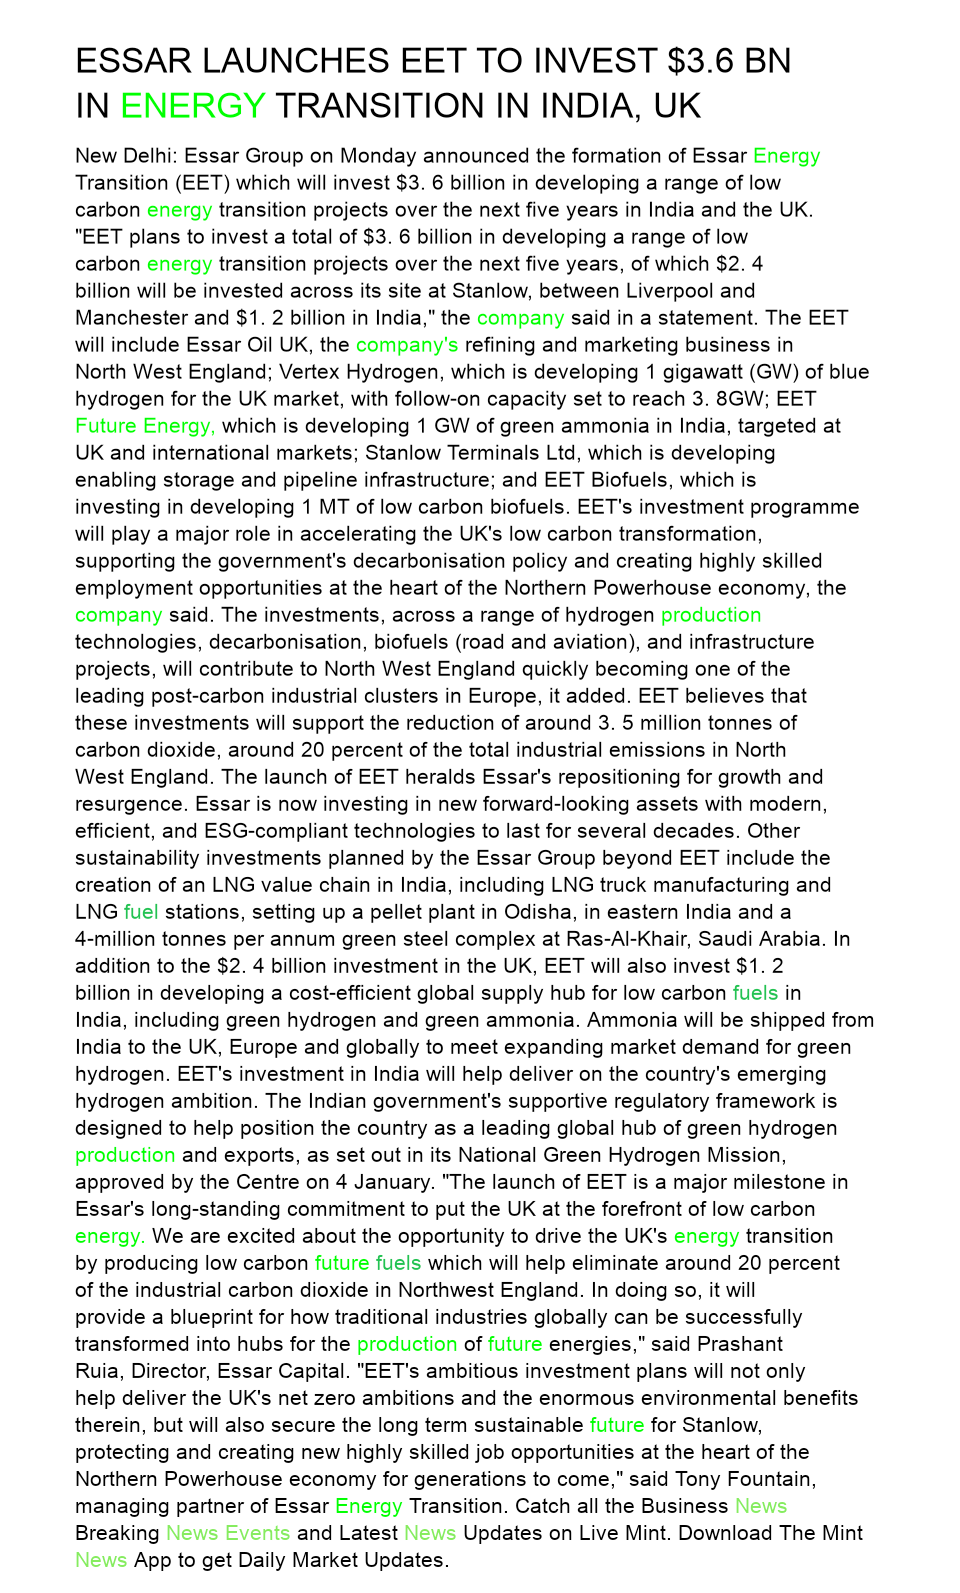 ESSAR LAUNCHES EET TO INVEST $3.6 BN
IN ENERGY TRANSITION IN INDIA, UK
New Delhi: Essar Group on Monday announced the formation of Essar Energy
Transition (EET) which will invest $3. 6 billion in developing a range of low
carbon energy transition projects over the next five years in India and the UK.
"EET plans to invest a total of $3. 6 billion in developing a range of low
carbon energy transition projects over the next five years, of which $2. 4
billion will be invested across its site at Stanlow, between Liverpool and
Manchester and $1. 2 billion in India," the company said in a statement. The EET
will include Essar Oil UK, the company's refining and marketing business in
North West England; Vertex Hydrogen, which is developing 1 gigawatt (GW) of blue
hydrogen for the UK market, with follow-on capacity set to reach 3. 8GW; EET
Future Energy, which is developing 1 GW of green ammonia in India, targeted at
UK and international markets; Stanlow Terminals Ltd, which is developing
enabling storage and pipeline infrastructure; and EET Biofuels, which is
investing in developing 1 MT of low carbon biofuels. EET's investment programme
will play a major role in accelerating the UK's low carbon transformation,
supporting the government's decarbonisation policy and creating highly skilled
employment opportunities at the heart of the Northern Powerhouse economy, the
company said. The investments, across a range of hydrogen production
technologies, decarbonisation, biofuels (road and aviation), and infrastructure
projects, will contribute to North West England quickly becoming one of the
leading post-carbon industrial clusters in Europe, it added. EET believes that
these investments will support the reduction of around 3. 5 million tonnes of
carbon dioxide, around 20 percent of the total industrial emissions in North
West England. The launch of EET heralds Essar's repositioning for growth and
resurgence. Essar is now investing in new forward-looking assets with modern,
efficient, and ESG-compliant technologies to last for several decades. Other
sustainability investments planned by the Essar Group beyond EET include the
creation of an LNG value chain in India, including LNG truck manufacturing and
LNG fuel stations, setting up a pellet plant in Odisha, in eastern India and a
4-million tonnes per annum green steel complex at Ras-Al-Khair, Saudi Arabia. In
addition to the $2. 4 billion investment in the UK, EET will also invest $1. 2
billion in developing a cost-efficient global supply hub for low carbon fuels in
India, including green hydrogen and green ammonia. Ammonia will be shipped from
India to the UK, Europe and globally to meet expanding market demand for green
hydrogen. EET's investment in India will help deliver on the country's emerging
hydrogen ambition. The Indian government's supportive regulatory framework is
designed to help position the country as a leading global hub of green hydrogen
production and exports, as set out in its National Green Hydrogen Mission,
approved by the Centre on 4 January. "The launch of EET is a major milestone in
Essar's long-standing commitment to put the UK at the forefront of low carbon
energy. We are excited about the opportunity to drive the UK's energy transition
by producing low carbon future fuels which will help eliminate around 20 percent
of the industrial carbon dioxide in Northwest England. In doing so, it will
provide a blueprint for how traditional industries globally can be successfully
transformed into hubs for the production of future energies," said Prashant
Ruia, Director, Essar Capital. "EET's ambitious investment plans will not only
help deliver the UK's net zero ambitions and the enormous environmental benefits
therein, but will also secure the long term sustainable future for Stanlow,
protecting and creating new highly skilled job opportunities at the heart of the
Northern Powerhouse economy for generations to come," said Tony Fountain,
managing partner of Essar Energy Transition. Catch all the Business News
Breaking News Events and Latest News Updates on Live Mint. Download The Mint
News App to get Daily Market Updates.